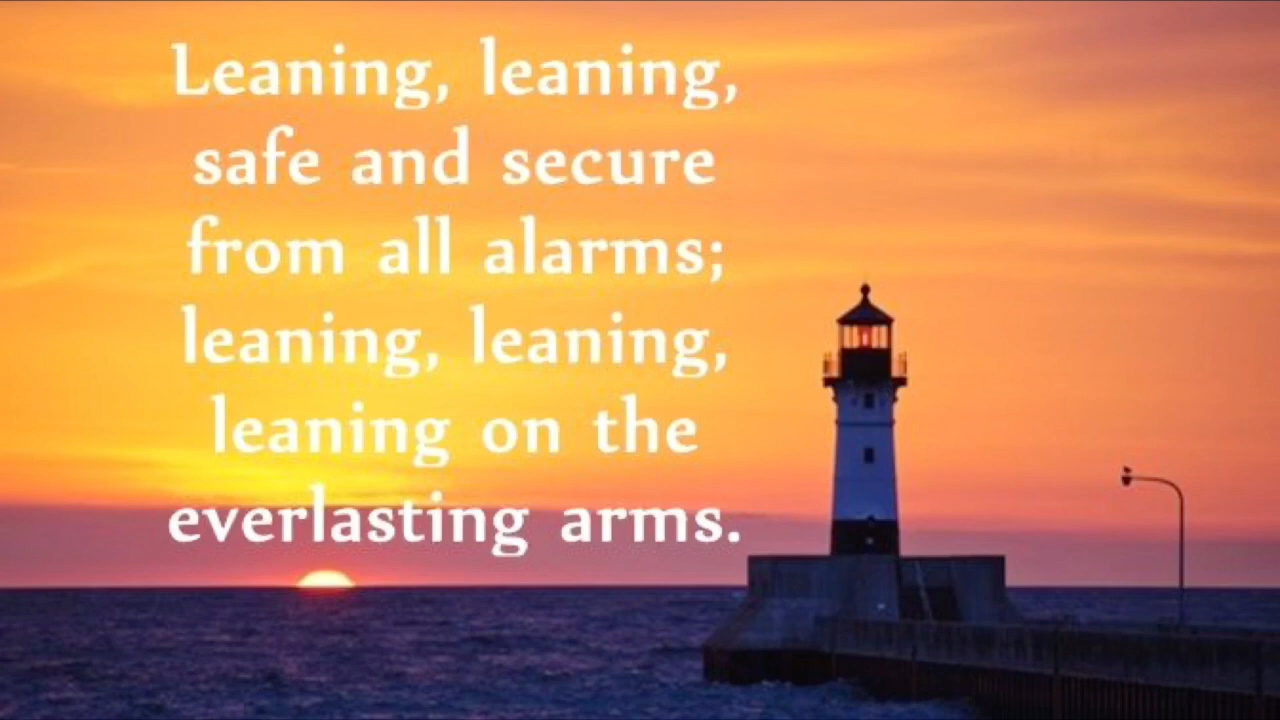 Leaning, leaning,
safe and secure
from all alarms;
leaning, leaning,
leaning on the
everlasting arms.